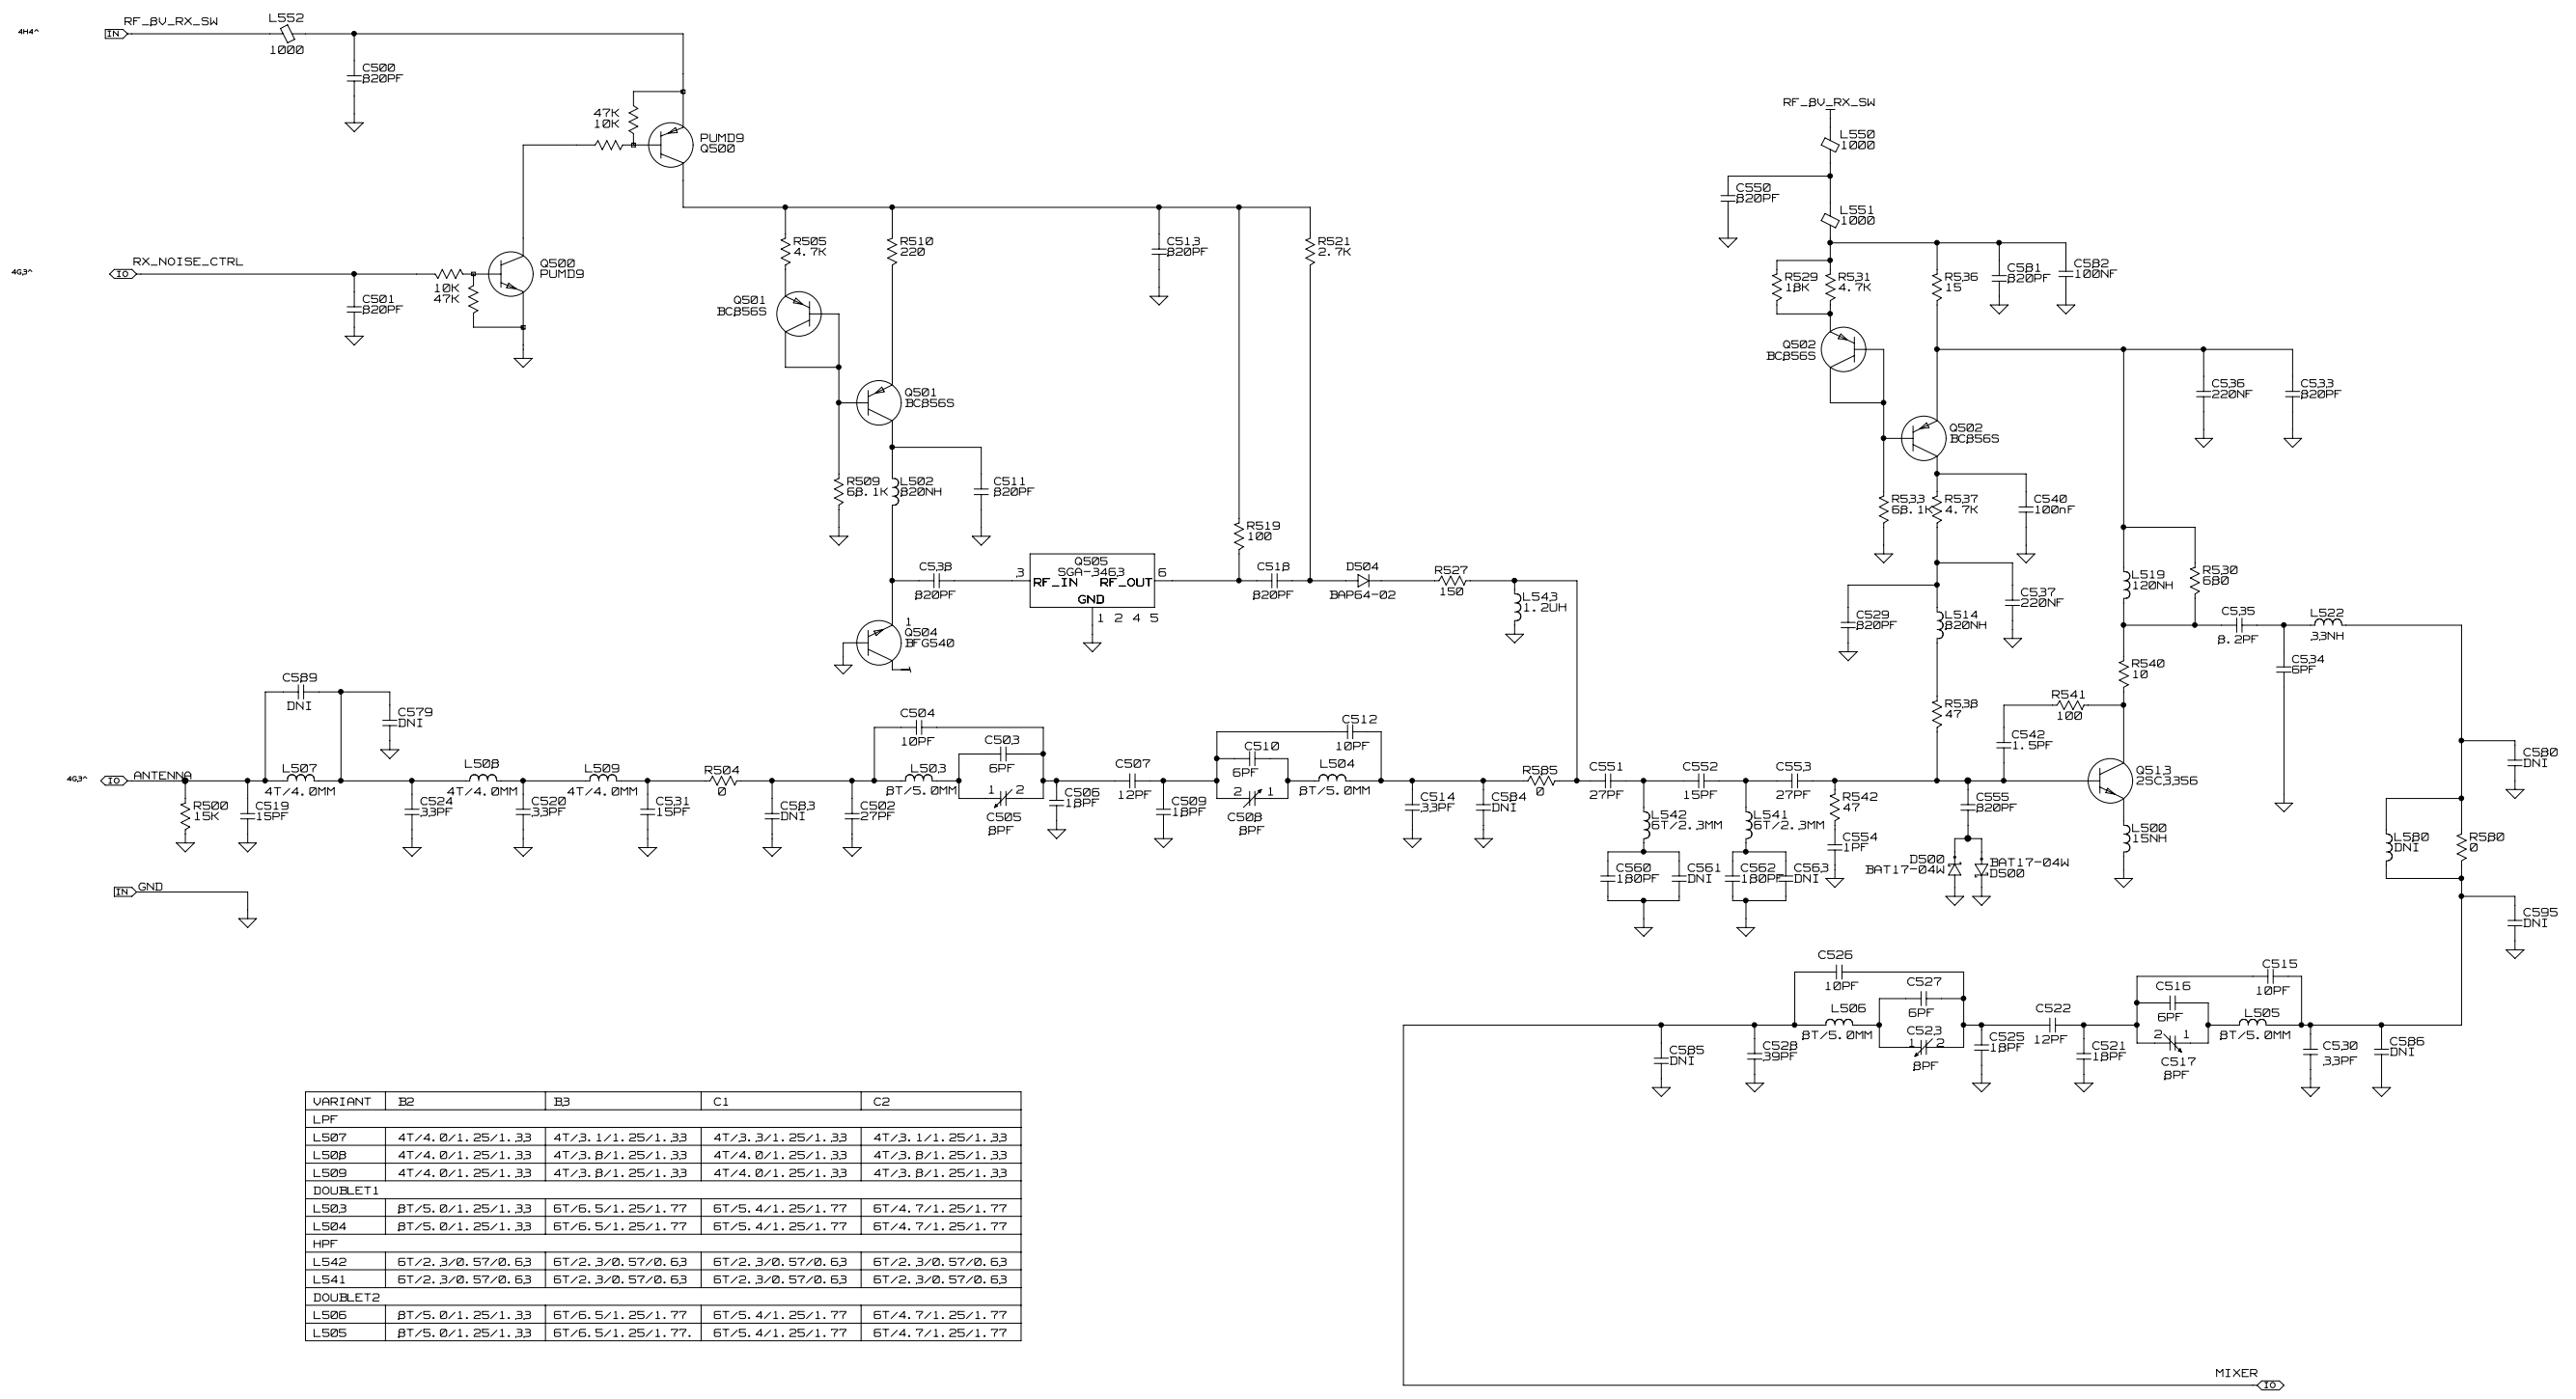 RF_8V_RX_SW
L552
4H4^
IN
1000
C500
820PF
47K
10K
PUMD9
Q500
RX_NOISE_CTRL
4G3^
IO
10K
47K
Q500
PUMD9
C501
820PF
R505
4.7K
R510
220
C513
820PF
R521
2.7K
Q501
BC856S
Q501
BC856S
R509
68.1K
L502
820NH
C511
820PF
R519
100
C538
820PF
3
Q505
SGA-3463
RF_IN RF_OUT
GND
6
1 2 4 5
C518
820PF
D504
BAP64-02
R527
150
L543
1.2UH
1
Q504
BFG540
RF_8V_RX_SW
L550
1000
C550
820PF
L551
1000
R529
18K
R531
4.7K
R536
15
C581
820PF
C582
100NF
Q502
BC856S
Q502
BC856S
C536
220NF
C533
820PF
R533
68.1K
R537
4.7K
C540
100nF
C529
820PF
L514
820NH
C537
220NF
L519
120NH
R530
680
C535
8.2PF
L522
33NH
C534
6PF
R540
10
R538
47
R541
100
C542
1.5PF
Q513
2SC3356
L500
15NH
C580
DNI
L580
DNI
R580
0
C595
DNI
4G3^
IO
ANTENNA
R500
15K
C519
15PF
C589
DNI
C579
DNI
L507
4T/4.0MM
C524
33PF
L508
4T/4.0MM
C520
33PF
L509
4T/4.0MM
C531
15PF
R504
0
C583
DNI
C502
27PF
C504
10PF
L503
8T/5.0MM
C503
6PF
1 2
C505
8PF
C506
18PF
C507
12PF
C509
18PF
C510
6PF
2 1
C508
8PF
L504
8T/5.0MM
C512
10PF
C514
33PF
C584
DNI
R585
0
C551
27PF
L542
6T/2.3MM
C552
15PF
L541
6T/2.3MM
C553
27PF
R542
47
C554
1PF
C560
180PF
C561
DNI
C562
180PF
C563
DNI
C555
820PF
D500
BAT17-04W
BAT17-04W
D500
IN
GND
C526
10PF
L506
8T/5.0MM
C527
6PF
C523
1 2
8PF
C525
18PF
C522
12PF
C521
18PF
C516
6PF
2 1
C517
8PF
L505
8T/5.0MM
C515
10PF
C530
33PF
C586
DNI
C585
DNI
C528
39PF
VARIANT B2 B3 C1 C2
LPF
L507 4T/4.0/1.25/1.33 4T/3.1/1.25/1.33 4T/3.3/1.25/1.33 4T/3.1/1.25/1.33
L508 4T/4.0/1.25/1.33 4T/3.8/1.25/1.33 4T/4.0/1.25/1.33 4T/3.8/1.25/1.33
L509 4T/4.0/1.25/1.33 4T/3.8/1.25/1.33 4T/4.0/1.25/1.33 4T/3.8/1.25/1.33
DOUBLET1
L503 8T/5.0/1.25/1.33 6T/6.5/1.25/1.77 6T/5.4/1.25/1.77 6T/4.7/1.25/1.77
L504 8T/5.0/1.25/1.33 6T/6.5/1.25/1.77 6T/5.4/1.25/1.77 6T/4.7/1.25/1.77
HPF
L542 6T/2.3/0.57/0.63 6T/2.3/0.57/0.63 6T/2.3/0.57/0.63 6T/2.3/0.57/0.63
L541 6T/2.3/0.57/0.63 6T/2.3/0.57/0.63 6T/2.3/0.57/0.63 6T/2.3/0.57/0.63
DOUBLET2
L506 8T/5.0/1.25/1.33 6T/6.5/1.25/1.77 6T/5.4/1.25/1.77 6T/4.7/1.25/1.77
L505 8T/5.0/1.25/1.33 6T/6.5/1.25/1.77. 6T/5.4/1.25/1.77 6T/4.7/1.25/1.77
MIXER
IO